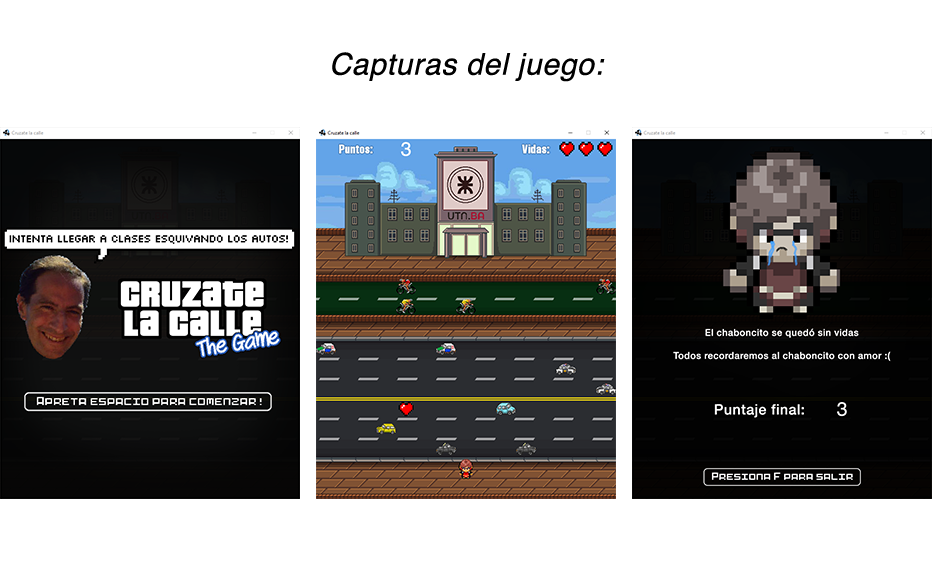 Capturas del juego:
Cruzate la calle
INTENTA LLEGAR A CLASES ESQUIVANDO LOS AUTOS!
CRUZATE
LA CALLE
The Game
APRETA ESPACIO PARA COMENZAR!
Cruzate la calle
Puntos: 3 Vidas:
UTN.BA
Cruzate la calle
El chaboncito se quedó sin vidas
Todos recordaremos al chaboncito con amor :(
Puntaje final: 3
PRESIONA F PARA SALIR